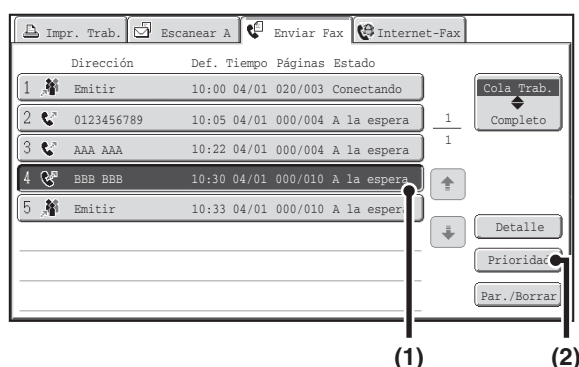 Impr. Trab. Escanear A Enviar Fax Internet-Fax
Dirección Def. Tiempo Páginas Estado
1 Emitir 10:00 04/01 020/003 Conectando
2 0123456789 10:05 04/01 000/004 A la espera
3 AAA AAA 10:22 04/01 000/004 A la espera
4 BBB BBB 10:30 04/01 000/010 A la espera
5 Emitir 10:33 04/01 000/010 A la espera
Cola Trab.
Completo
1
1
Detalle
Prioridad
Par./Borrar
(1) (2)